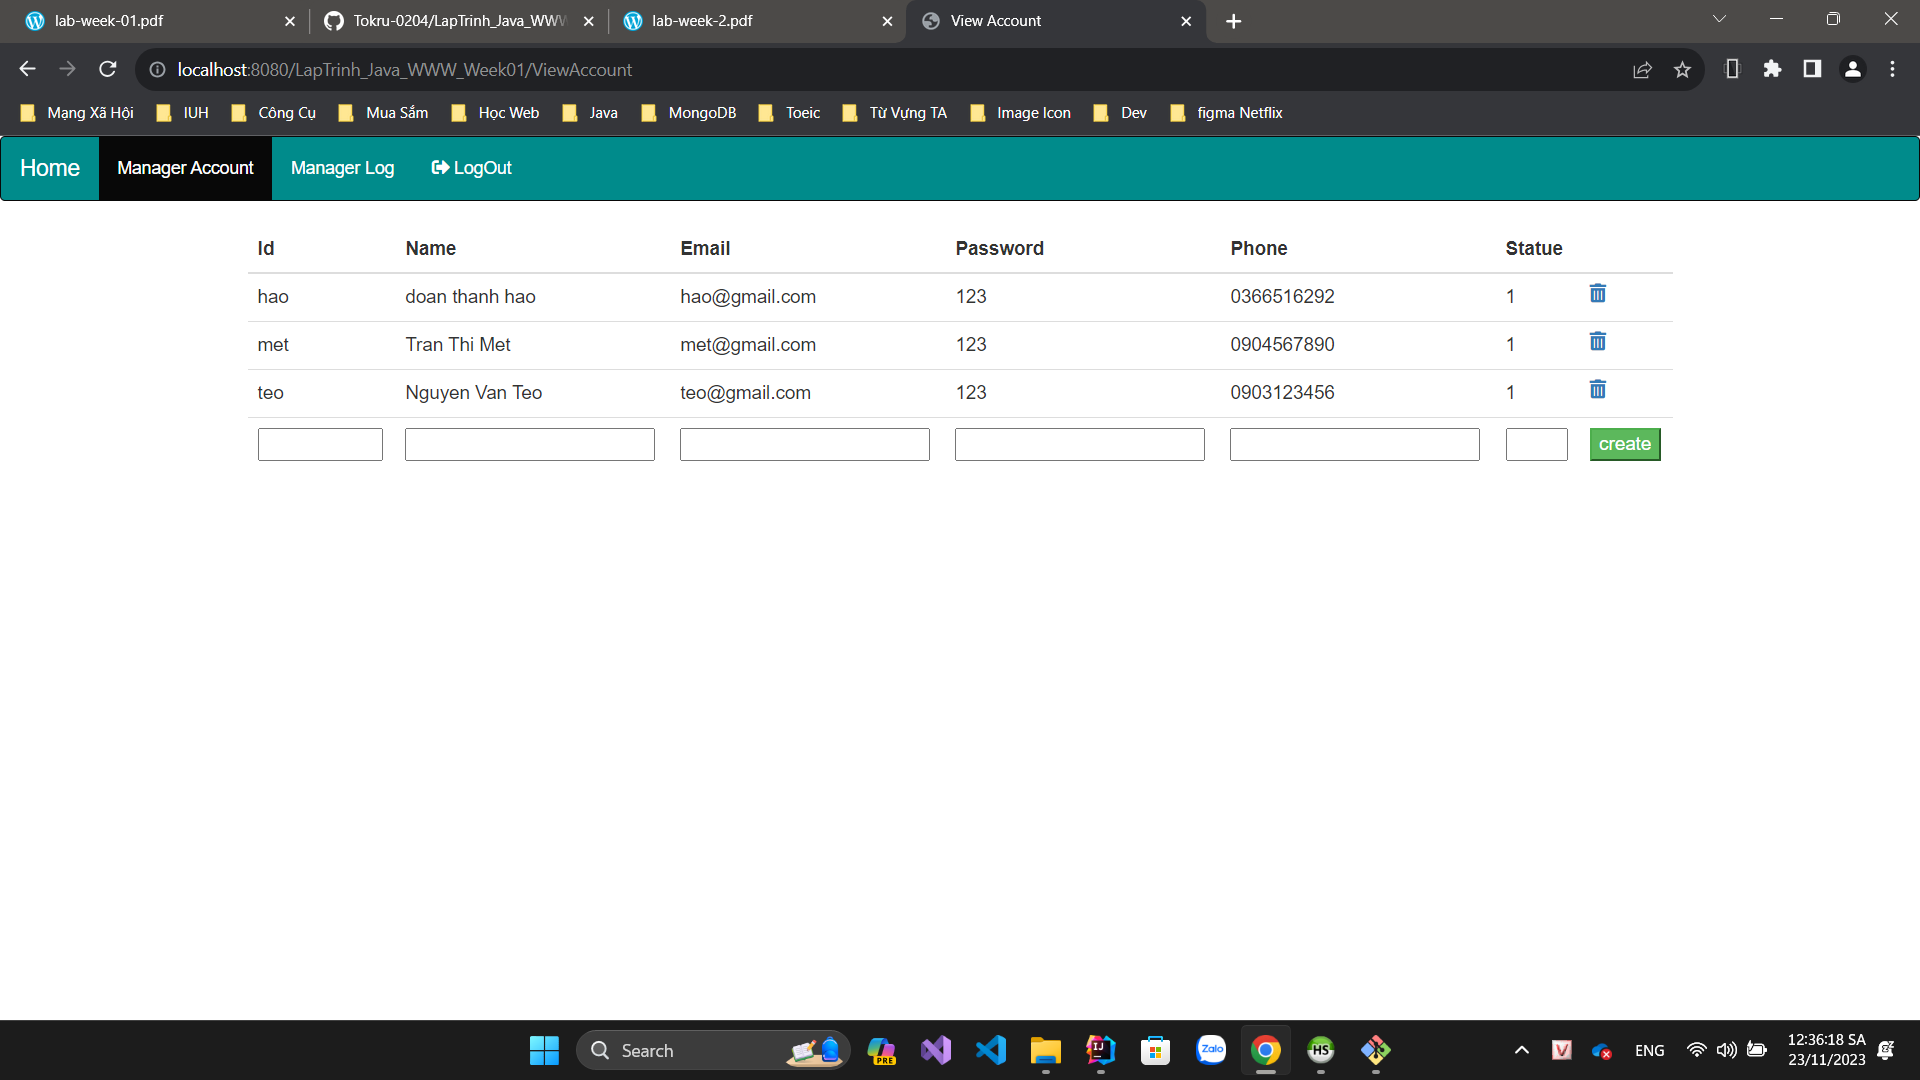 lab-week-01.pdf Tokru-0204/LapTrinh_Java_WWW lab-week-2.pdf View Account
localhost:8080/LapTrinh_Java_WWW_Week01/ViewAccount
Mạng Xã Hội IUH Công Cụ Mua Sắm Học Web Java MongoDB Toeic Từ Vựng TA Image Icon Dev figma Netflix
Home Manager Account Manager Log LogOut
Id Name Email Password Phone Statue
hao doan thanh hao hao@gmail.com 123 0366516292 1
met Tran Thi Met met@gmail.com 123 0904567890 1
teo Nguyen Van Teo teo@gmail.com 123 0903123456 1
create
Search PRE IJ Zalo HS V ENG 12:36:18 SA
23/11/2023